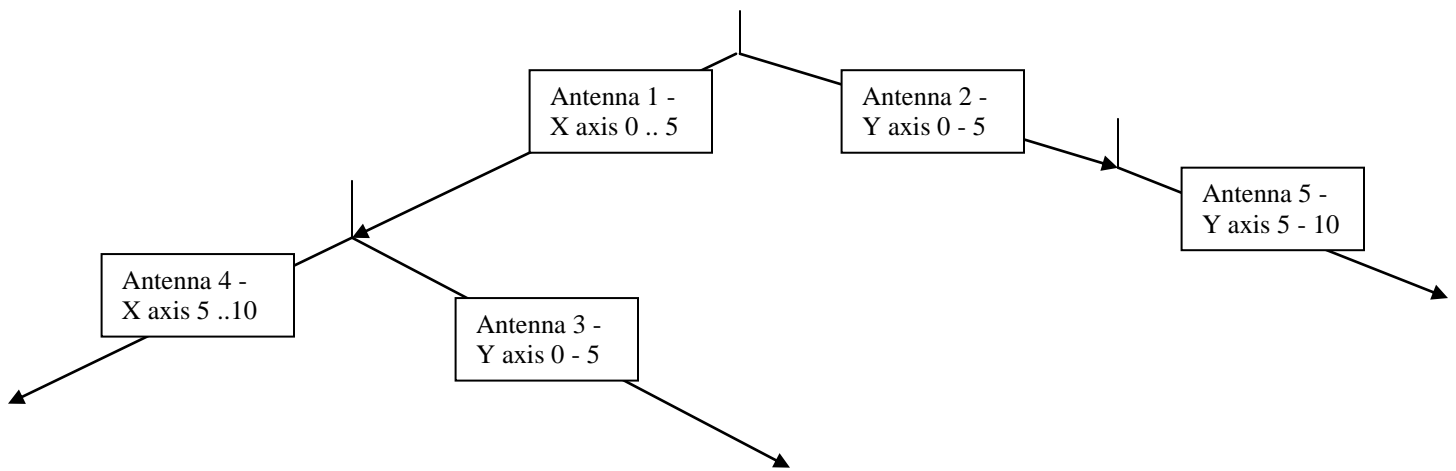 Antenna 1 -
X axis 0 .. 5
Antenna 2 -
Y axis 0 - 5
Antenna 5 -
Y axis 5 - 10
Antenna 4 -
X axis 5 ..10
Antenna 3 -
Y axis 0 - 5